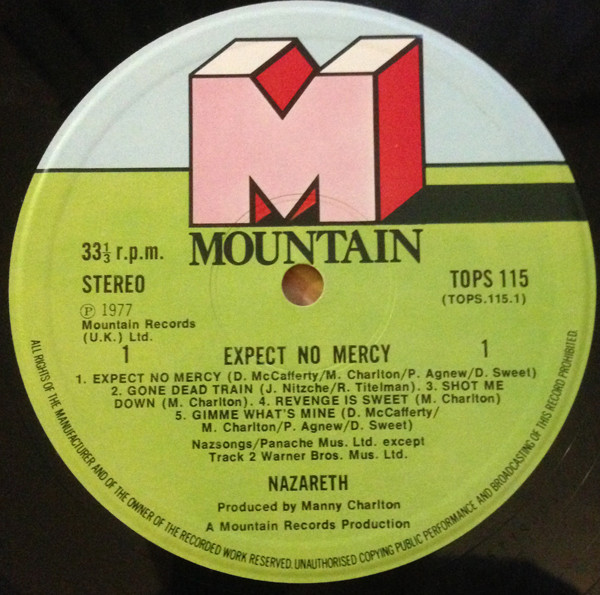 M
MOUNTAIN
33⅓ r.p.m.
STEREO
TOPS 115
(TOPS.115.1)
Ⓟ 1977
Mountain Records
(U.K.) Ltd.
1 EXPECT NO MERCY 1
1. EXPECT NO MERCY (D. McCafferty/M. Charlton/P. Agnew/D. Sweet)
2. GONE DEAD TRAIN (J. Nitzche/R. Titelman). 3. SHOT ME
DOWN (M. Charlton). 4. REVENGE IS SWEET (M. Charlton)
5. GIMME WHAT'S MINE (D. McCafferty/
M. Charlton/P. Agnew/D. Sweet)
Nazsongs/Panache Mus. Ltd. except
Track 2 Warner Bros. Mus. Ltd.
NAZARETH
Produced by Manny Charlton
A Mountain Records Production
ALL RIGHTS OF THE MANUFACTURER AND OF THE OWNER OF THE RECORDED WORK RESERVED. UNAUTHORISED COPYING PUBLIC PERFORMANCE AND BROADCASTING OF THIS RECORD PROHIBITED.